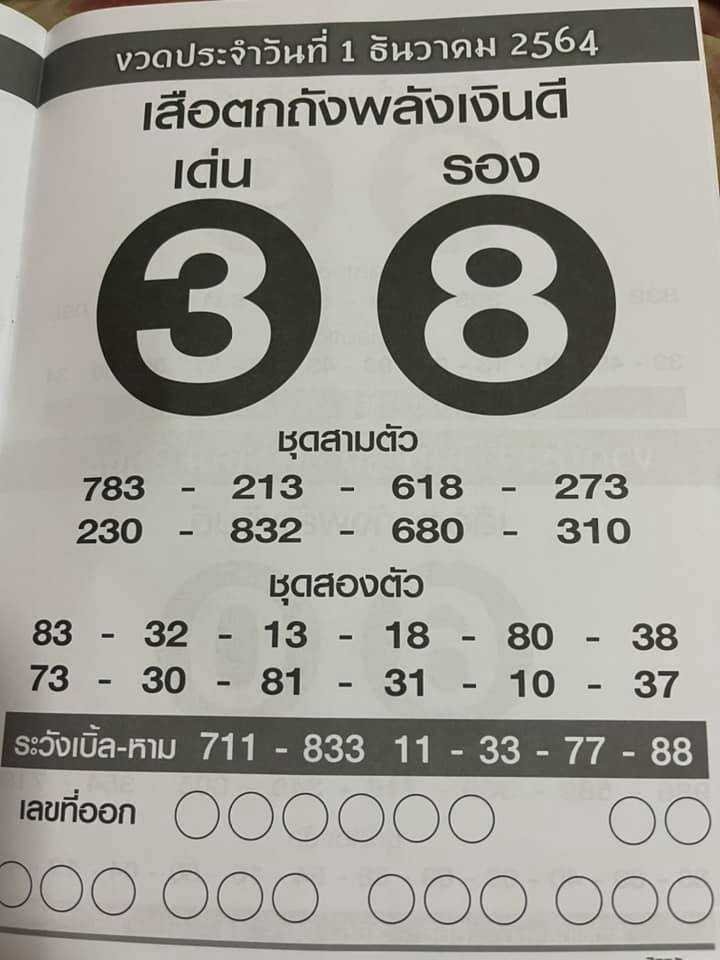 งวดประจำวันที่ 1 ธันวาคม 2564
เสือตกถังพลังเงินดี
เด่น รอง
3 8
ชุดสามตัว
783 - 213 - 618 - 273
230 - 832 - 680 - 310
ชุดสองตัว
83 - 32 - 13 - 18 - 80 - 38
73 - 30 - 81 - 31 - 10 - 37
ระวังเบิ้ล-หาม 711 - 833 11 - 33 - 77 - 88
เลขที่ออก